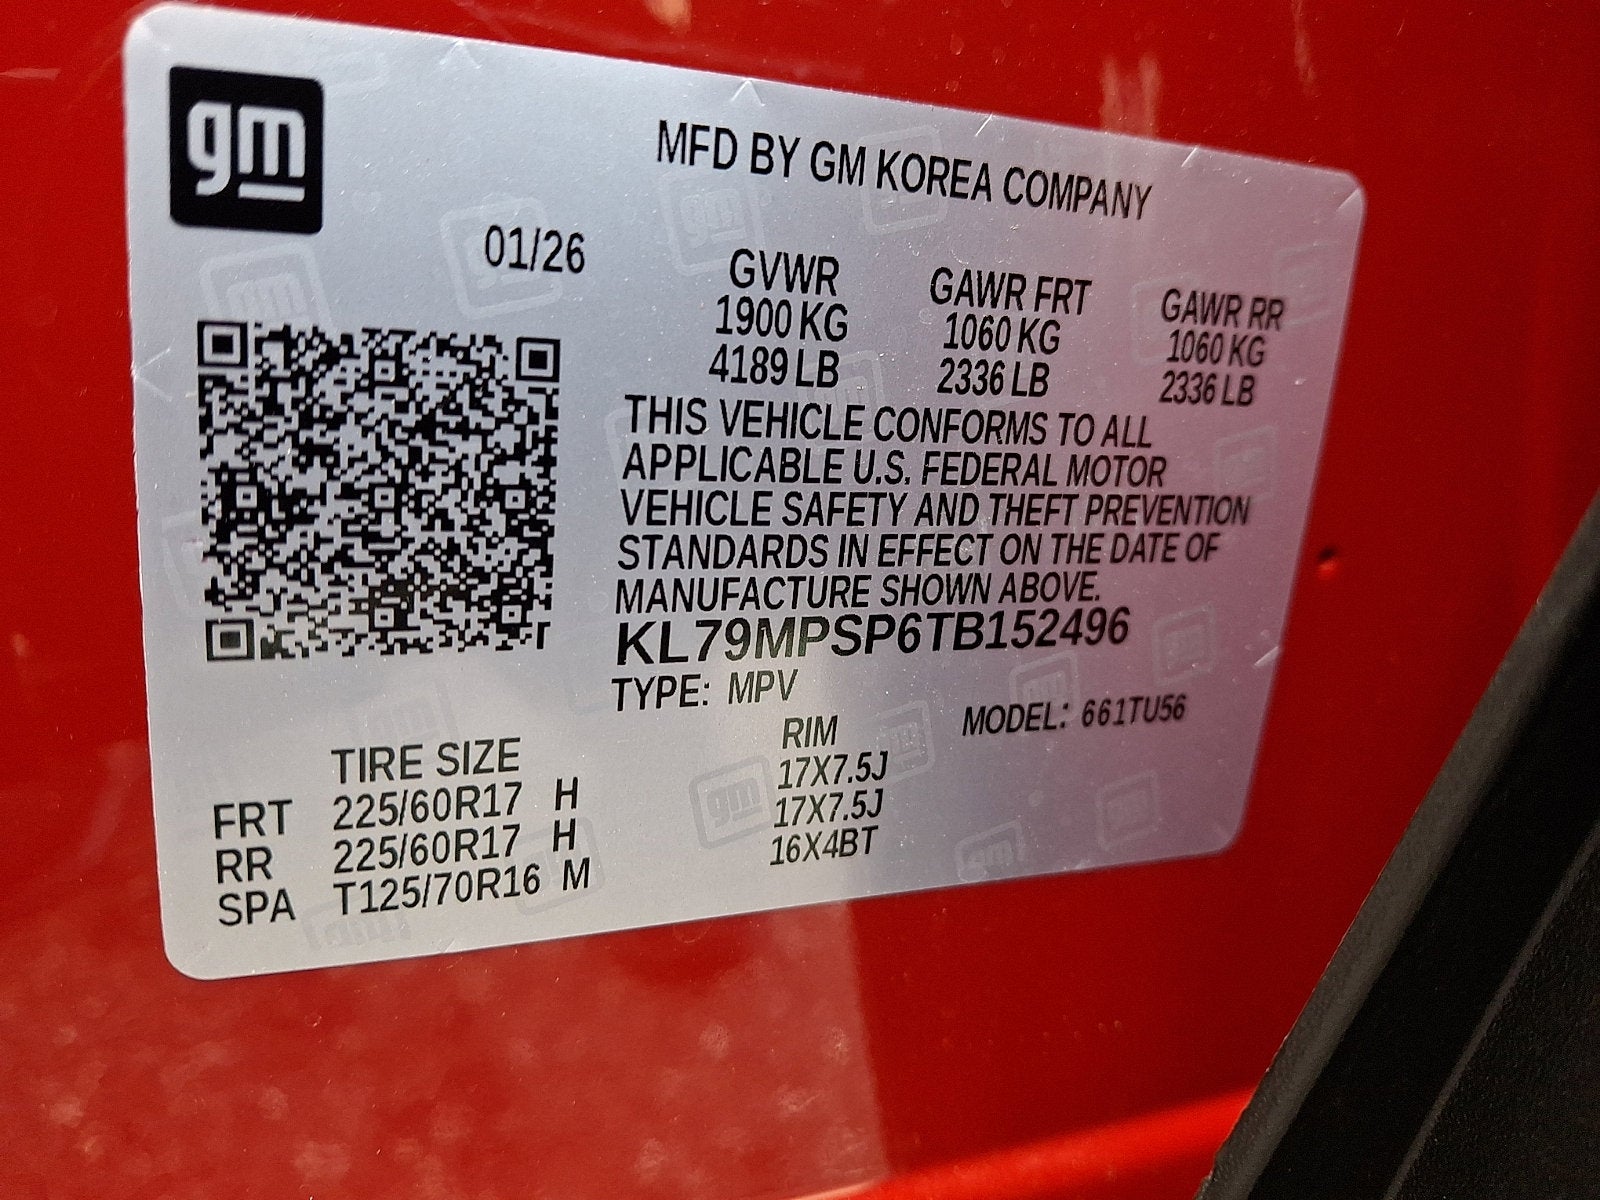 gm
MFD BY GM KOREA COMPANY
01/26
GVWR GAWR FRT GAWR RR
1900 KG 1060 KG 1060 KG
4189 LB 2336 LB 2336 LB
THIS VEHICLE CONFORMS TO ALL
APPLICABLE U.S. FEDERAL MOTOR
VEHICLE SAFETY AND THEFT PREVENTION
STANDARDS IN EFFECT ON THE DATE OF
MANUFACTURE SHOWN ABOVE.
KL79MPSP6TB152496
TYPE: MPV MODEL: 661TU56
TIRE SIZE RIM
FRT 225/60R17 H 17X7.5J
RR 225/60R17 H 17X7.5J
SPA T125/70R16 M 16X4BT